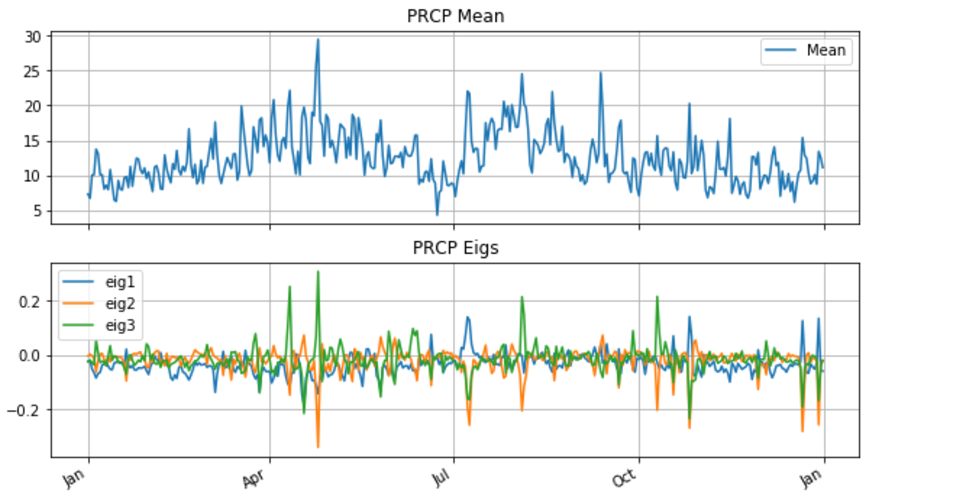 PRCP Mean
30
25
20
15
10
5
Mean
PRCP Eigs
0.2
0.0
−0.2
eig1
eig2
eig3
Jan
Apr
Jul
Oct
Jan